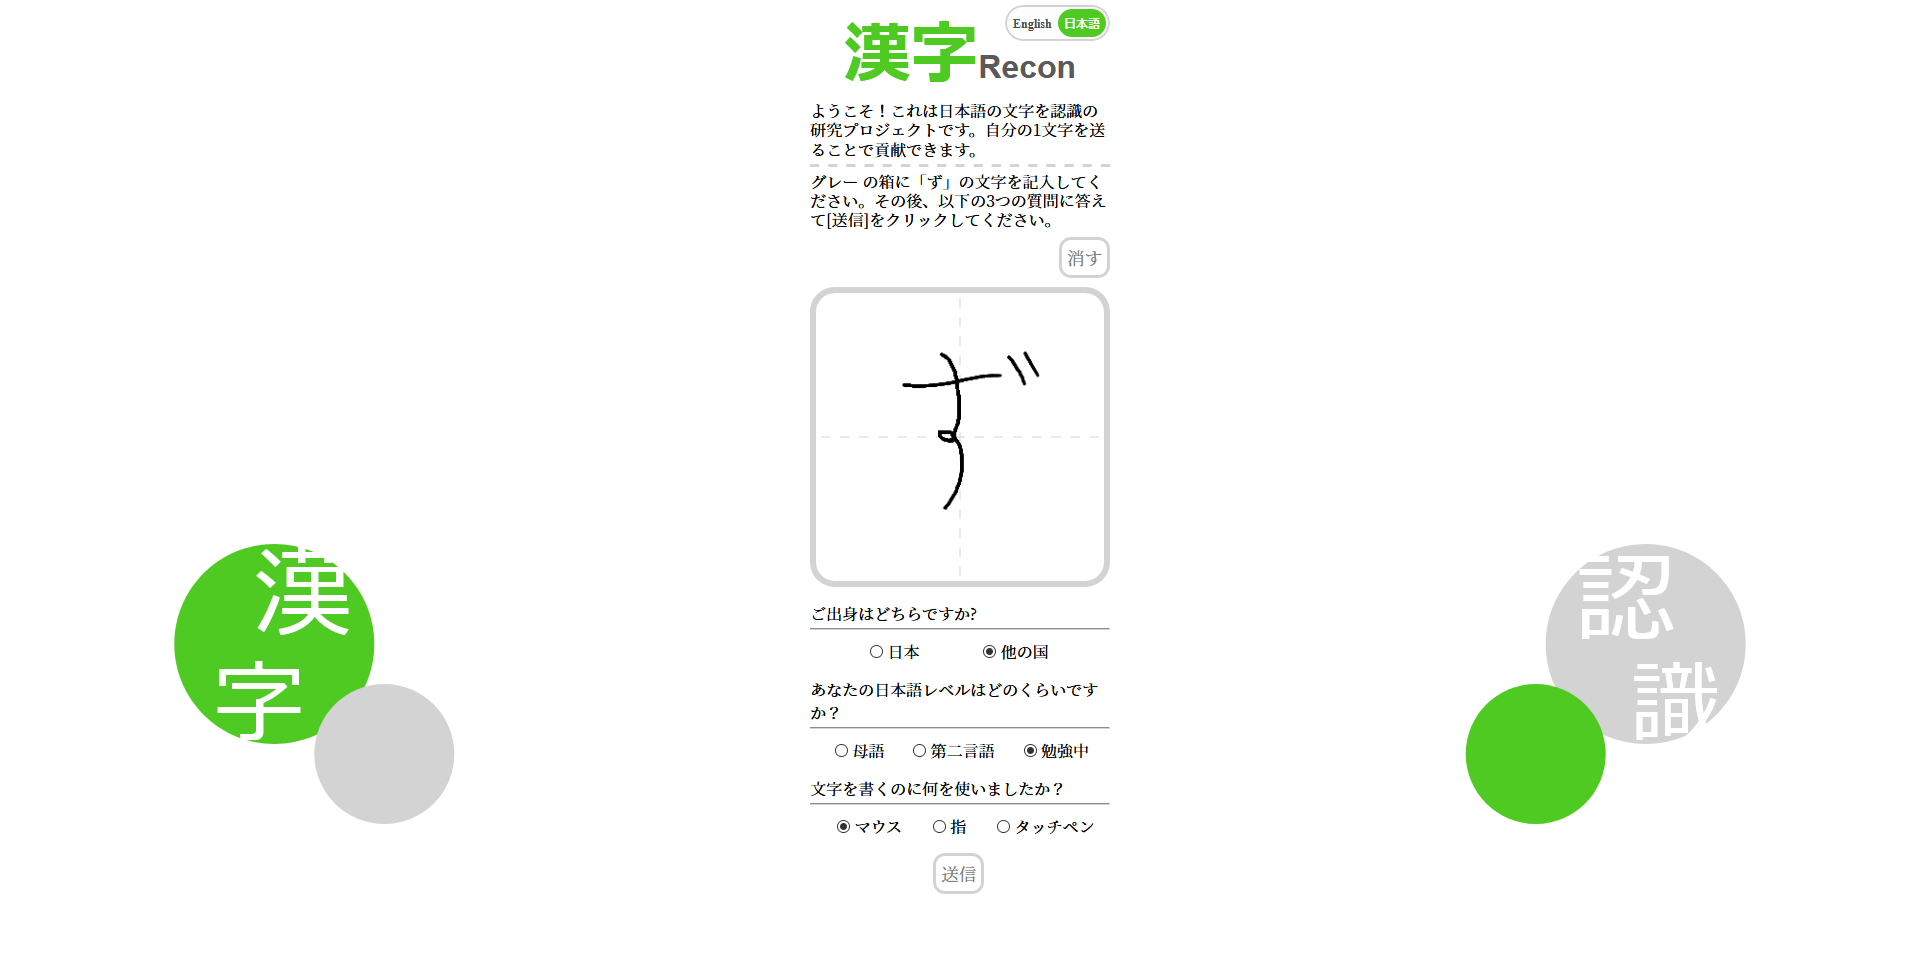 English 日本語
漢字Recon
ようこそ！これは日本語の文字を認識の
研究プロジェクトです。自分の1文字を送
ることで貢献できます。
グレー の箱に「ず」の文字を記入してく
ださい。その後、以下の3つの質問に答え
て[送信]をクリックしてください。
消す
ず
ご出身はどちらですか?
日本 他の国
あなたの日本語レベルはどのくらいです
か？
母語 第二言語 勉強中
文字を書くのに何を使いましたか？
マウス 指 タッチペン
送信
漢
字
認
識